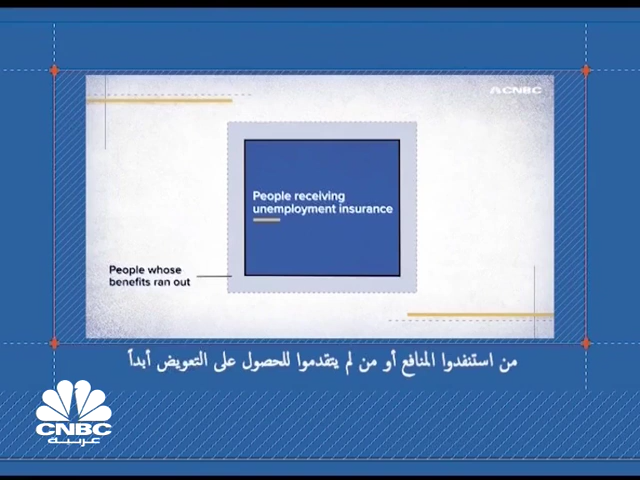 CNBC
People receiving
unemployment insurance
People whose
benefits ran out
من استنفدوا المنافع أو من لم يتقدموا للحصول على التعويض أبداً
CNBC
عربية